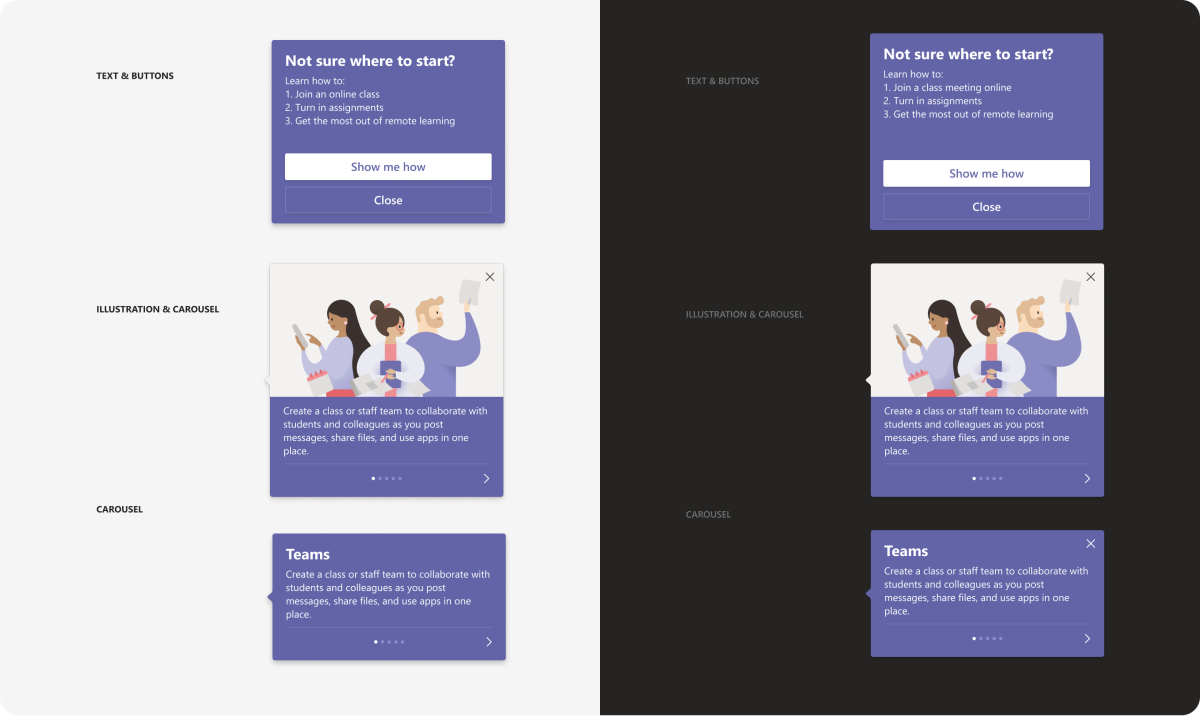 TEXT & BUTTONS
Not sure where to start?
Learn how to:
1. Join an online class
2. Turn in assignments
3. Get the most out of remote learning
Show me how
Close
ILLUSTRATION & CAROUSEL
Create a class or staff team to collaborate with
students and colleagues as you post
messages, share files, and use apps in one
place.
CAROUSEL
Teams
Create a class or staff team to collaborate with
students and colleagues as you post
messages, share files, and use apps in one
place.
TEXT & BUTTONS
Not sure where to start?
Learn how to:
1. Join a class meeting online
2. Turn in assignments
3. Get the most out of remote learning
Show me how
Close
ILLUSTRATION & CAROUSEL
Create a class or staff team to collaborate with
students and colleagues as you post
messages, share files, and use apps in one
place.
CAROUSEL
Teams
Create a class or staff team to collaborate with
students and colleagues as you post
messages, share files, and use apps in one
place.